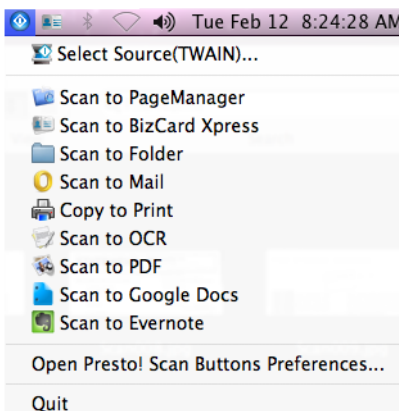 Tue Feb 12 8:24:28 AM
Select Source(TWAIN)...
Scan to PageManager
Scan to BizCard Xpress
Scan to Folder
Scan to Mail
Copy to Print
Scan to OCR
Scan to PDF
Scan to Google Docs
Scan to Evernote
Open Presto! Scan Buttons Preferences...
Quit